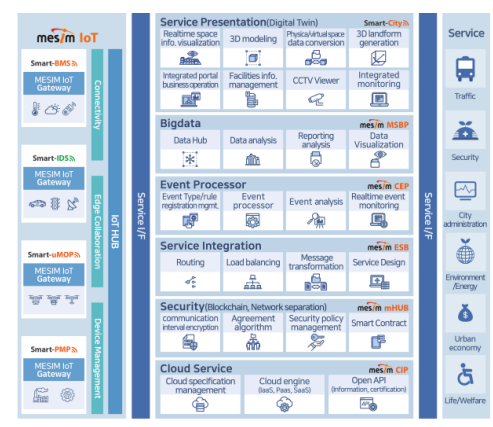 mesim IoT
Smart-BMS
MESIM IoT
Gateway
Smart-IDS
MESIM IoT
Gateway
Smart-uMOP
MESIM IoT
Gateway
Smart-PMP
MESIM IoT
Gateway
Connectivity
Edge Collaboration
Device Management
IoT HUB
Service I/F
Service Presentation(Digital Twin)
Smart-City
Realtime space
info. visualization
3D modeling
Physica/Virtual space
data conversion
3D landform
generation
Integrated portal
business operation
Facilities info.
management
CCTV Viewer
Integrated
monitoring
Bigdata
mesim MSBP
Data Hub
Data analysis
Reporting
analysis
Data
Visualization
Event Processor
mesim CEP
Event Type/rule
registration mgmt.
Event
processor
Event analysis
Realtime event
monitoring
Service Integration
mesim ESB
Routing
Load balancing
Message
transformation
Service Design
Security(Blockchain, Network separation)
mesim mHUB
communication
interval encryption
Agreement
algorithm
Security policy
management
Smart Contract
Cloud Service
mesim CIP
Cloud specification
management
Cloud engine
(IaaS, Paas, SaaS)
Open API
(Information, certification)
Service I/F
Service
Traffic
Security
City
administration
Environment
/Energy
Urban
economy
Life/Welfare